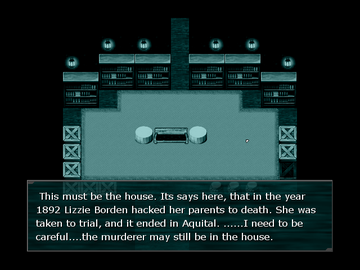 This must be the house. Its says here, that in the year
1892 Lizzie Borden hacked her parents to death. She was
taken to trial, and it ended in Aquital. ......I need to be
careful....the murderer may still be in the house.